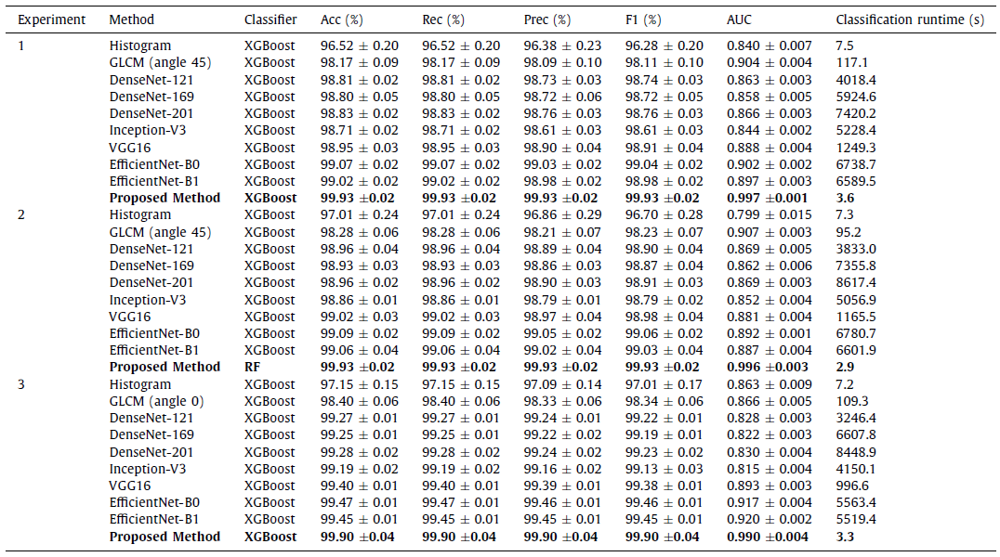 Experiment Method Classifier Acc (%) Rec (%) Prec (%) F1 (%) AUC Classification runtime (s)
1 Histogram XGBoost 96.52 ± 0.20 96.52 ± 0.20 96.38 ± 0.23 96.28 ± 0.20 0.840 ± 0.007 7.5
GLCM (angle 45) XGBoost 98.17 ± 0.09 98.17 ± 0.09 98.09 ± 0.10 98.11 ± 0.10 0.904 ± 0.004 117.1
DenseNet-121 XGBoost 98.81 ± 0.02 98.81 ± 0.02 98.73 ± 0.03 98.74 ± 0.03 0.863 ± 0.003 4018.4
DenseNet-169 XGBoost 98.80 ± 0.05 98.80 ± 0.05 98.72 ± 0.06 98.72 ± 0.05 0.858 ± 0.005 5924.6
DenseNet-201 XGBoost 98.83 ± 0.02 98.83 ± 0.02 98.76 ± 0.03 98.76 ± 0.03 0.866 ± 0.003 7420.2
Inception-V3 XGBoost 98.71 ± 0.02 98.71 ± 0.02 98.61 ± 0.03 98.61 ± 0.03 0.844 ± 0.002 5228.4
VGG16 XGBoost 98.95 ± 0.03 98.95 ± 0.03 98.90 ± 0.04 98.91 ± 0.04 0.888 ± 0.004 1249.3
EfficientNet-B0 XGBoost 99.07 ± 0.02 99.07 ± 0.02 99.03 ± 0.02 99.04 ± 0.02 0.902 ± 0.002 6738.7
EfficientNet-B1 XGBoost 99.02 ± 0.02 99.02 ± 0.02 98.98 ± 0.02 98.98 ± 0.02 0.897 ± 0.003 6589.5
Proposed Method XGBoost 99.93 ±0.02 99.93 ±0.02 99.93 ±0.02 99.93 ±0.02 0.997 ±0.001 3.6
2 Histogram XGBoost 97.01 ± 0.24 97.01 ± 0.24 96.86 ± 0.29 96.70 ± 0.28 0.799 ± 0.015 7.3
GLCM (angle 45) XGBoost 98.28 ± 0.06 98.28 ± 0.06 98.21 ± 0.07 98.23 ± 0.07 0.907 ± 0.003 95.2
DenseNet-121 XGBoost 98.96 ± 0.04 98.96 ± 0.04 98.89 ± 0.04 98.90 ± 0.04 0.869 ± 0.005 3833.0
DenseNet-169 XGBoost 98.93 ± 0.03 98.93 ± 0.03 98.86 ± 0.03 98.87 ± 0.04 0.862 ± 0.006 7355.8
DenseNet-201 XGBoost 98.96 ± 0.02 98.96 ± 0.02 98.90 ± 0.03 98.91 ± 0.03 0.869 ± 0.003 8617.4
Inception-V3 XGBoost 98.86 ± 0.01 98.86 ± 0.01 98.79 ± 0.01 98.79 ± 0.02 0.852 ± 0.004 5056.9
VGG16 XGBoost 99.02 ± 0.03 99.02 ± 0.03 98.97 ± 0.04 98.98 ± 0.04 0.881 ± 0.004 1165.5
EfficientNet-B0 XGBoost 99.09 ± 0.02 99.09 ± 0.02 99.05 ± 0.02 99.06 ± 0.02 0.892 ± 0.001 6780.7
EfficientNet-B1 XGBoost 99.06 ± 0.04 99.06 ± 0.04 99.02 ± 0.04 99.03 ± 0.04 0.887 ± 0.004 6601.9
Proposed Method RF 99.93 ±0.02 99.93 ±0.02 99.93 ±0.02 99.93 ±0.02 0.996 ±0.003 2.9
3 Histogram XGBoost 97.15 ± 0.15 97.15 ± 0.15 97.09 ± 0.14 97.01 ± 0.17 0.863 ± 0.009 7.2
GLCM (angle 0) XGBoost 98.40 ± 0.06 98.40 ± 0.06 98.33 ± 0.06 98.34 ± 0.06 0.866 ± 0.005 109.3
DenseNet-121 XGBoost 99.27 ± 0.01 99.27 ± 0.01 99.24 ± 0.01 99.22 ± 0.01 0.828 ± 0.003 3246.4
DenseNet-169 XGBoost 99.25 ± 0.01 99.25 ± 0.01 99.22 ± 0.02 99.19 ± 0.01 0.822 ± 0.003 6607.8
DenseNet-201 XGBoost 99.28 ± 0.02 99.28 ± 0.02 99.24 ± 0.02 99.23 ± 0.02 0.830 ± 0.004 8448.9
Inception-V3 XGBoost 99.19 ± 0.02 99.19 ± 0.02 99.16 ± 0.02 99.13 ± 0.03 0.815 ± 0.004 4150.1
VGG16 XGBoost 99.40 ± 0.01 99.40 ± 0.01 99.39 ± 0.01 99.38 ± 0.01 0.893 ± 0.003 996.6
EfficientNet-B0 XGBoost 99.47 ± 0.01 99.47 ± 0.01 99.46 ± 0.01 99.46 ± 0.01 0.917 ± 0.004 5563.4
EfficientNet-B1 XGBoost 99.45 ± 0.01 99.45 ± 0.01 99.45 ± 0.01 99.45 ± 0.01 0.920 ± 0.002 5519.4
Proposed Method XGBoost 99.90 ±0.04 99.90 ±0.04 99.90 ±0.04 99.90 ±0.04 0.990 ±0.004 3.3